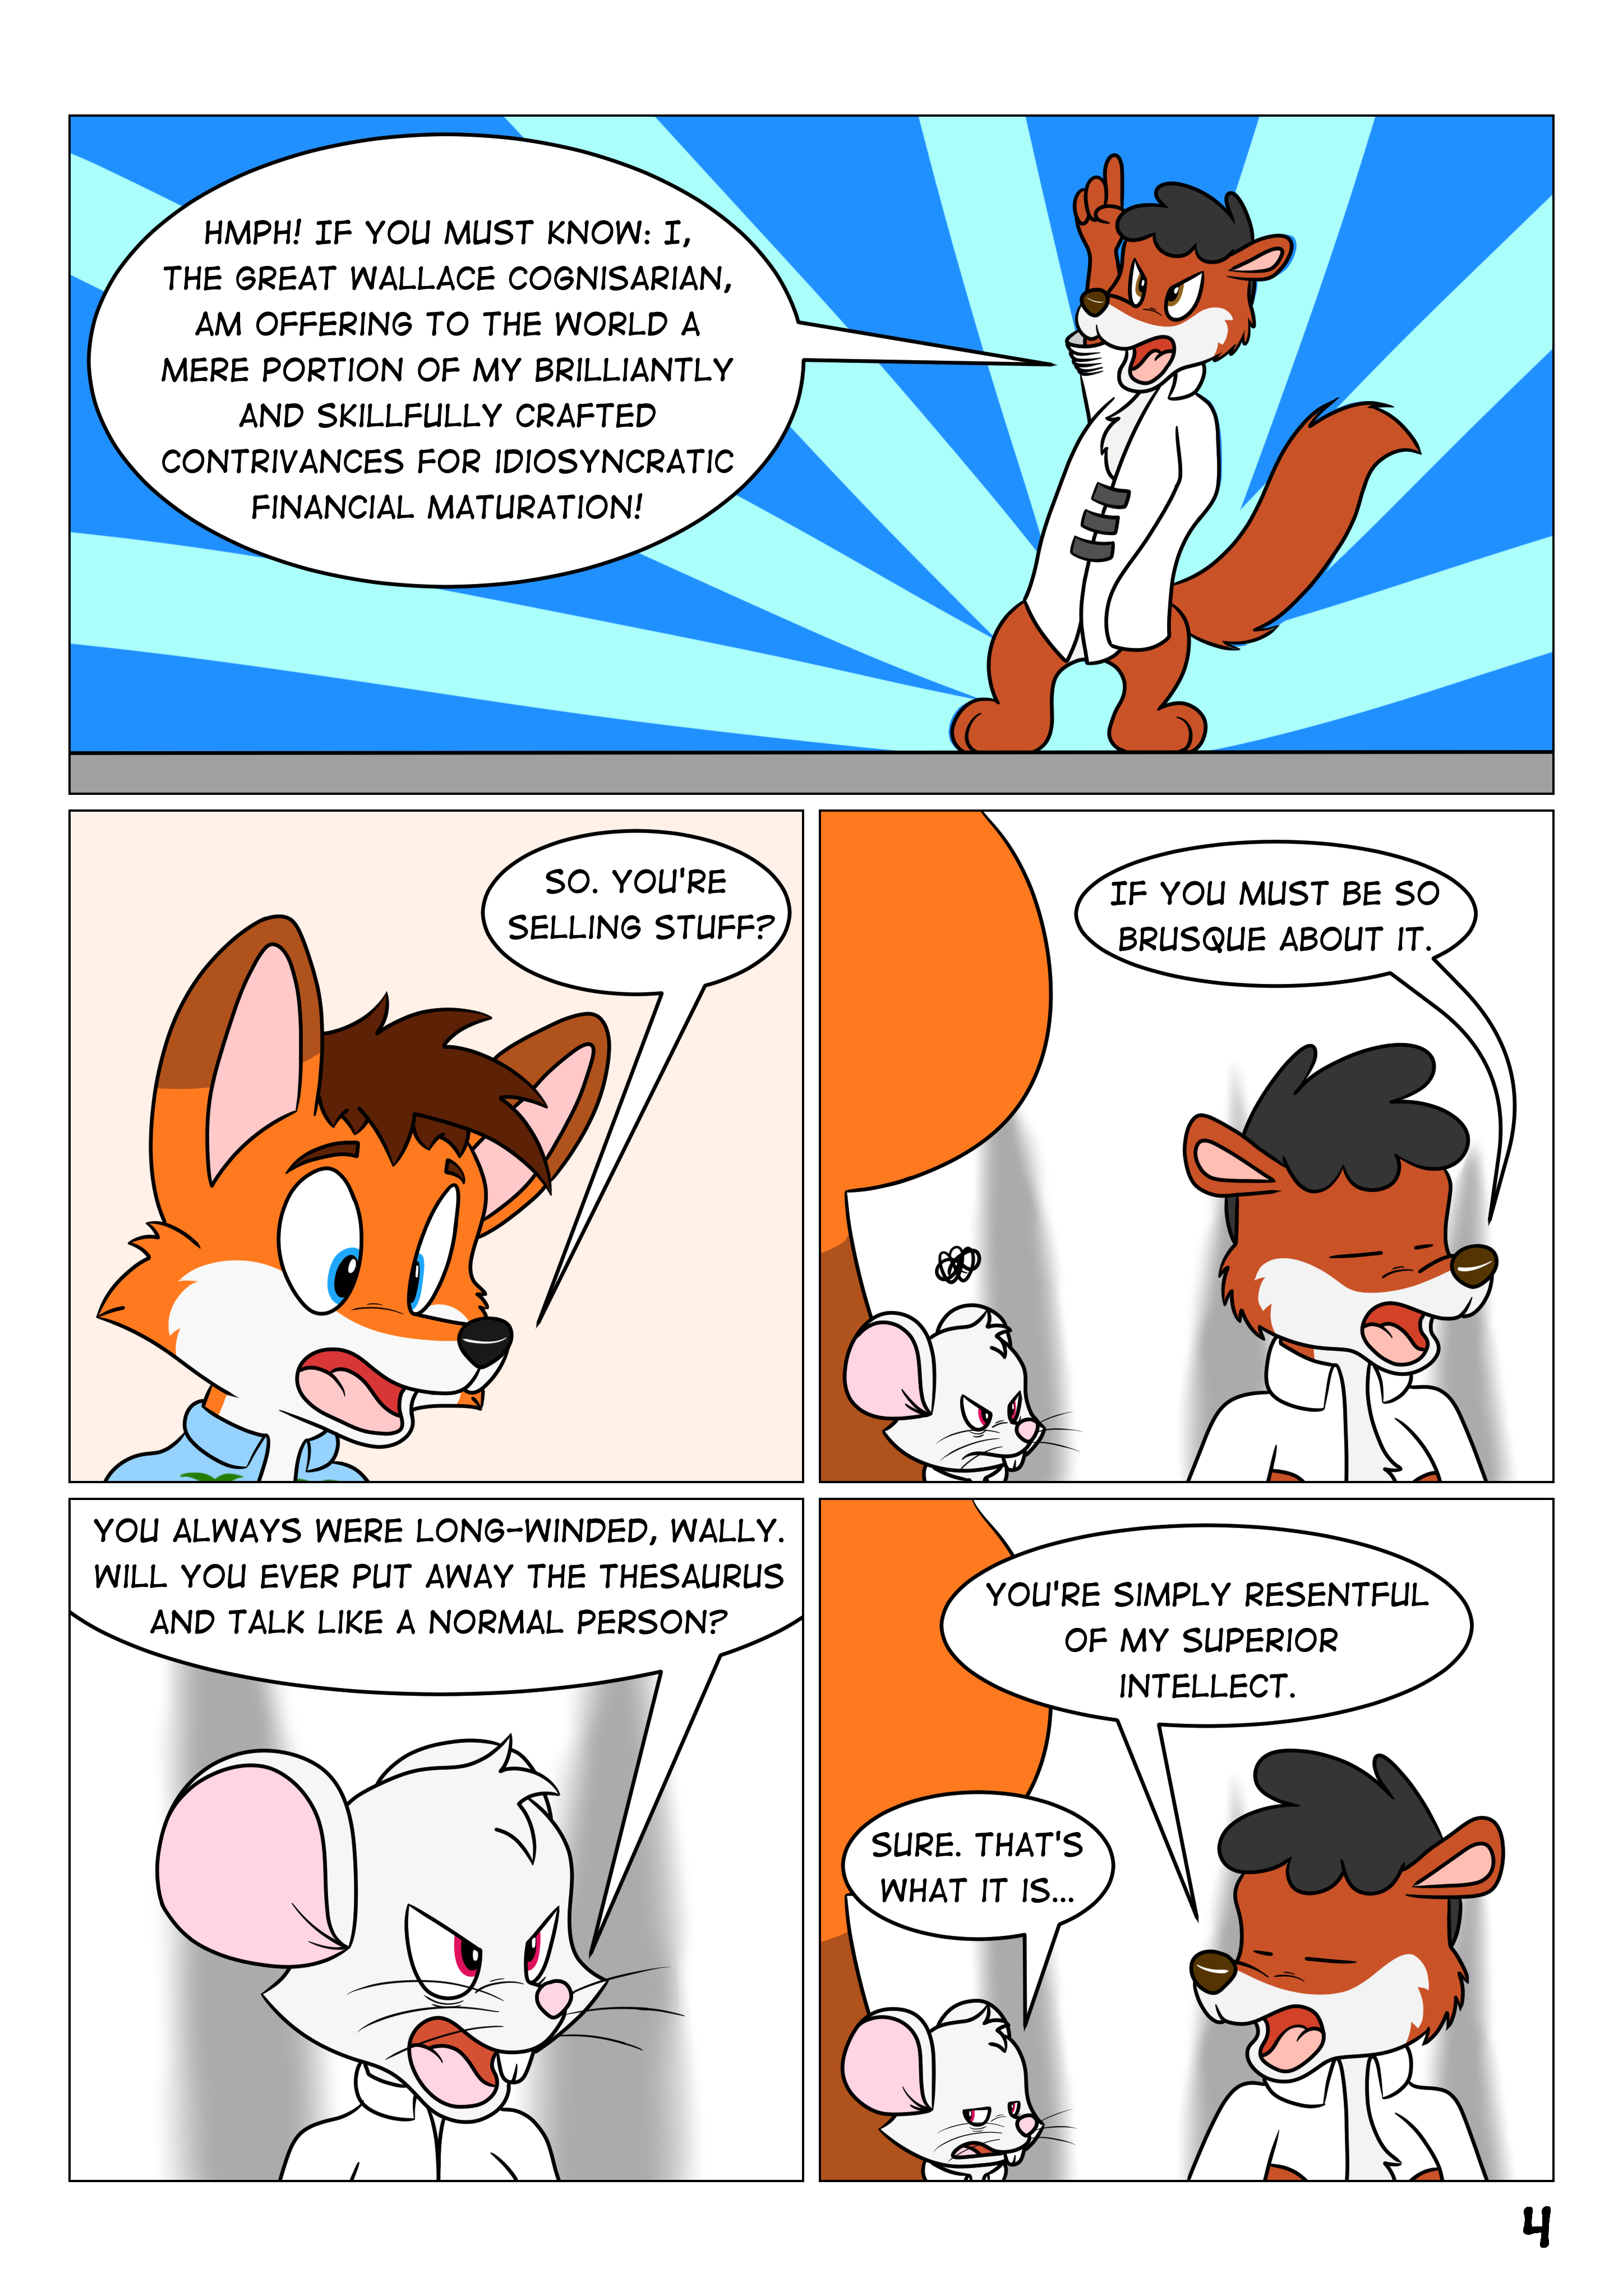 HMPH! IF YOU MUST KNOW: I,
THE GREAT WALLACE COGNISARIAN,
AM OFFERING TO THE WORLD A
MERE PORTION OF MY BRILLIANTLY
AND SKILLFULLY CRAFTED
CONTRIVANCES FOR IDIOSYNCRATIC
FINANCIAL MATURATION!
SO. YOU'RE
SELLING STUFF?
IF YOU MUST BE SO
BRUSQUE ABOUT IT.
YOU ALWAYS WERE LONG-WINDED, WALLY.
WILL YOU EVER PUT AWAY THE THESAURUS
AND TALK LIKE A NORMAL PERSON?
YOU'RE SIMPLY RESENTFUL
OF MY SUPERIOR
INTELLECT.
SURE. THAT'S
WHAT IT IS...
4